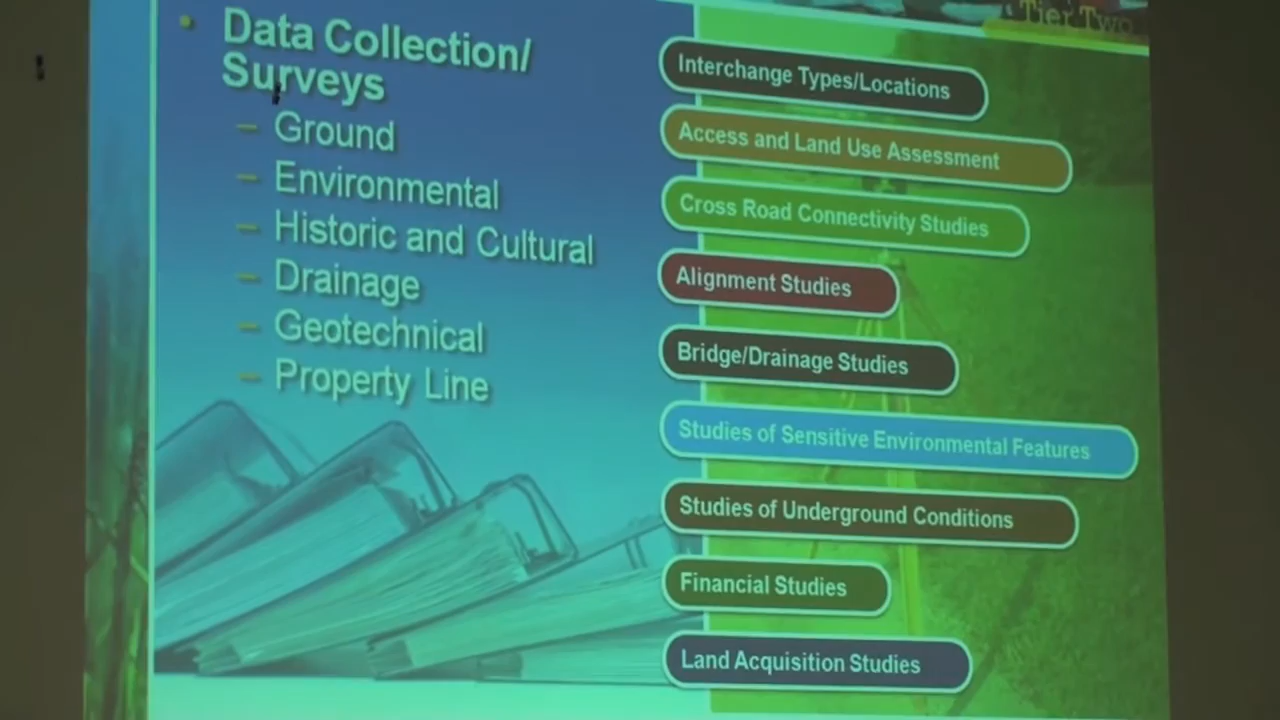 Tier Two
Data Collection/
Surveys
– Ground
– Environmental
– Historic and Cultural
– Drainage
– Geotechnical
– Property Line
Interchange Types/Locations
Access and Land Use Assessment
Cross Road Connectivity Studies
Alignment Studies
Bridge/Drainage Studies
Studies of Sensitive Environmental Features
Studies of Underground Conditions
Financial Studies
Land Acquisition Studies